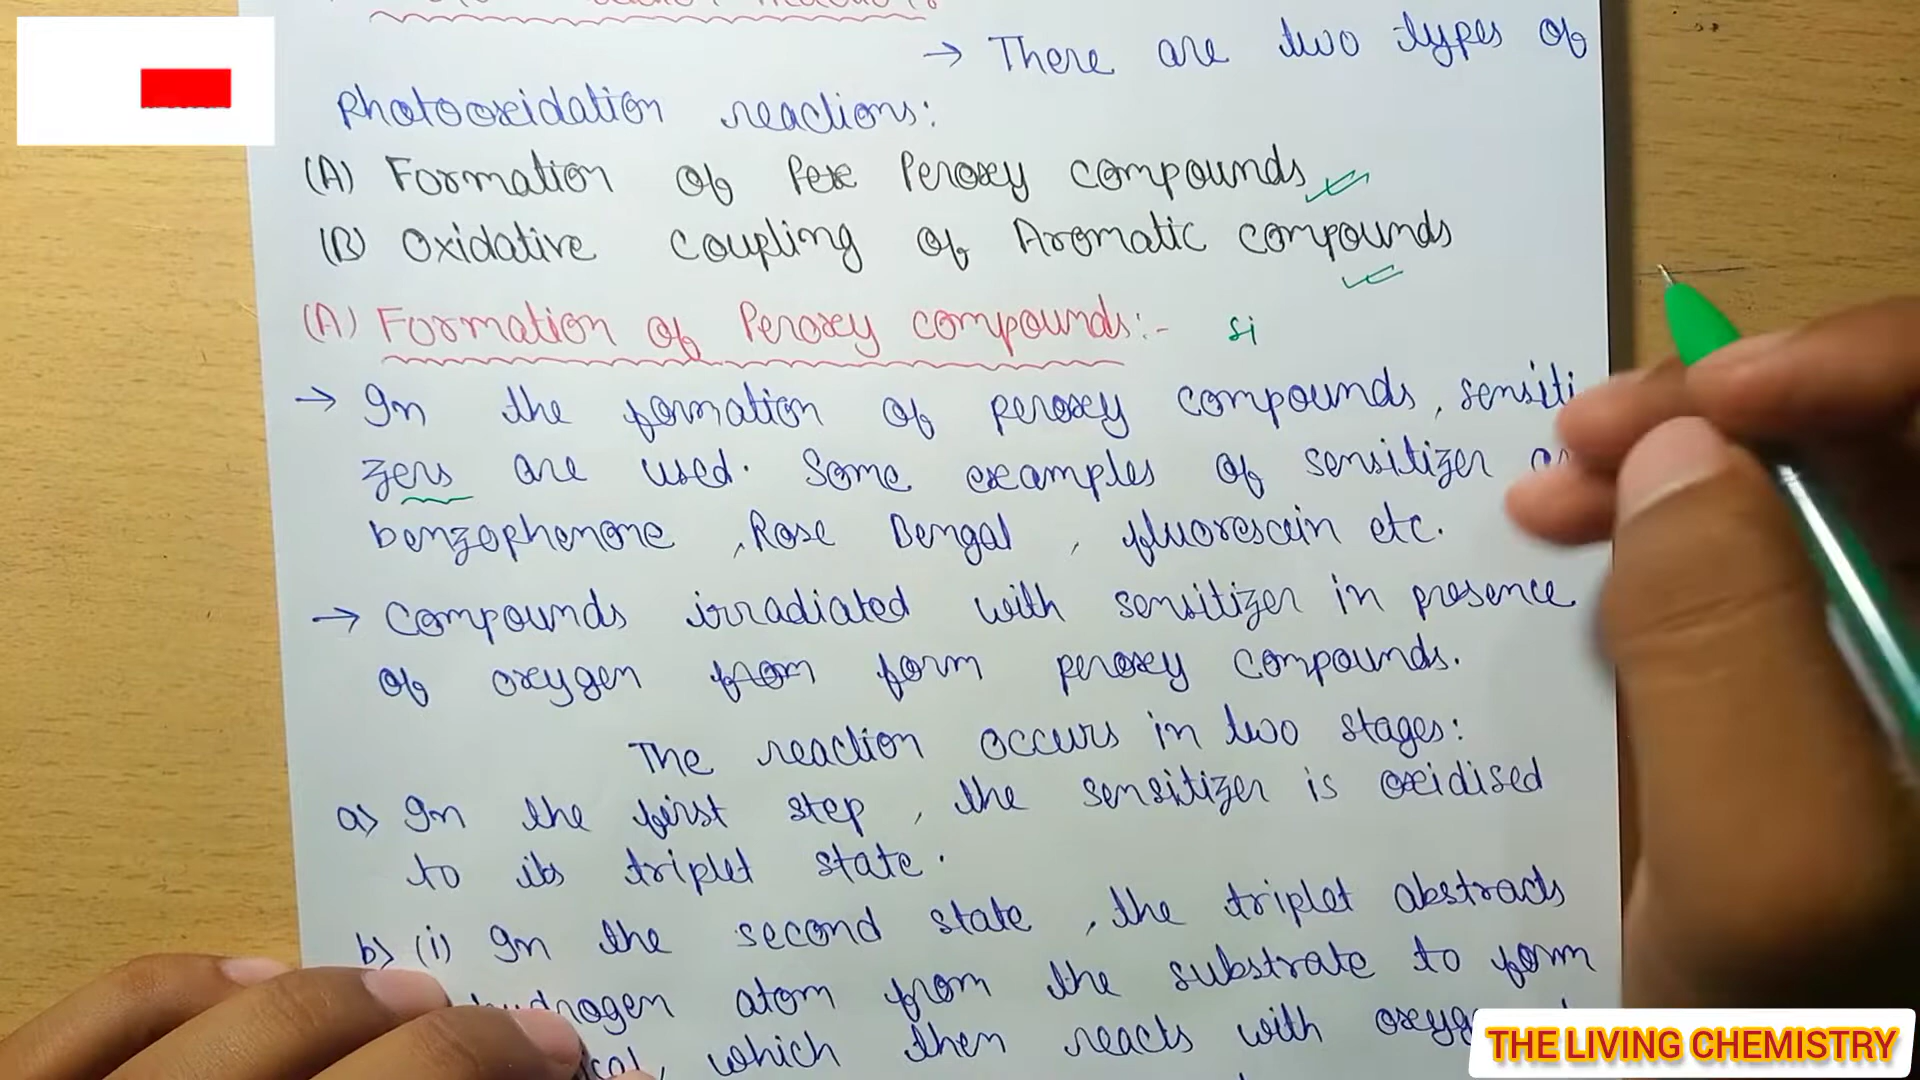 → There are two types of
Photooxidation reactions:
(A) Formation of Peroxy compounds
(B) Oxidative coupling of Aromatic compounds
(A) Formation of Peroxy compounds:- si
→ In the formation of peroxy compounds, sensiti
zers are used. Some examples of sensitizer
benzophenone, Rose Bengal, fluorescein etc.
→ Compounds irradiated with sensitizer in presence
of oxygen from form peroxy compounds.
The reaction occurs in two stages:
a) In the first step, the sensitizer is oxidised
to its triplet state.
b) (i) In the second state, the triplet abstracts
hydrogen atom from the substrate to form
which then reacts with
THE LIVING CHEMISTRY